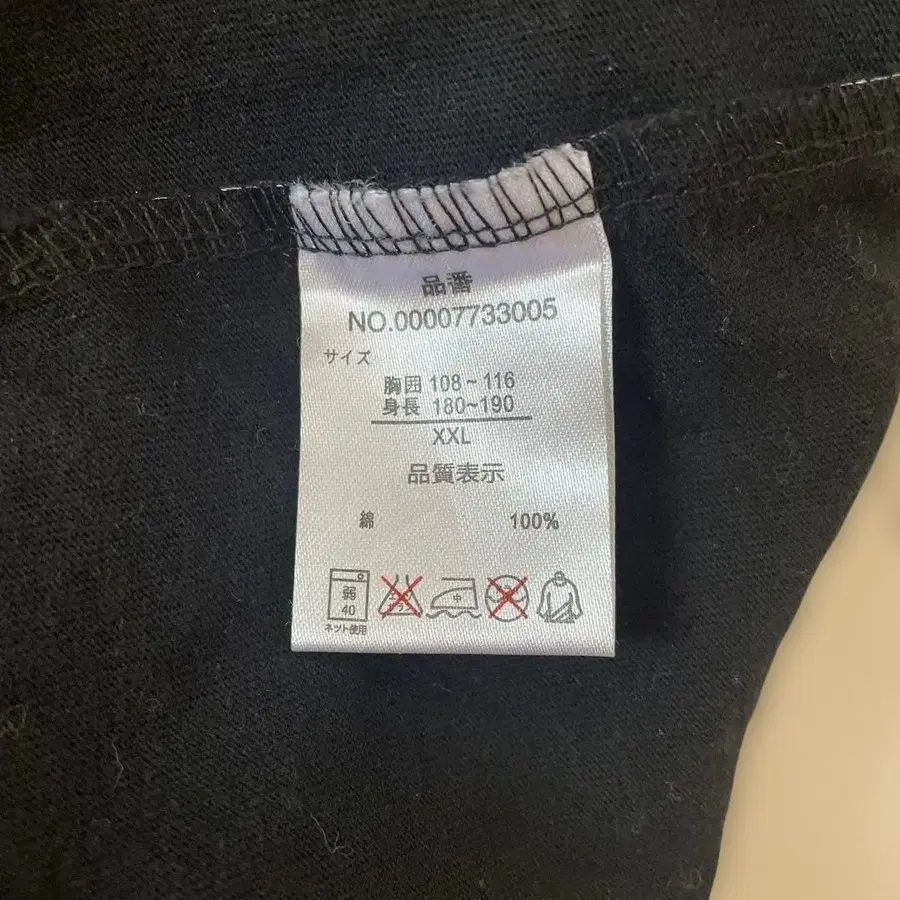 品番
NO.00007733005
サイズ
胸囲 108~116
身長 180~190
XXL
品質表示
綿 100%
弱
40
中
ネット使用